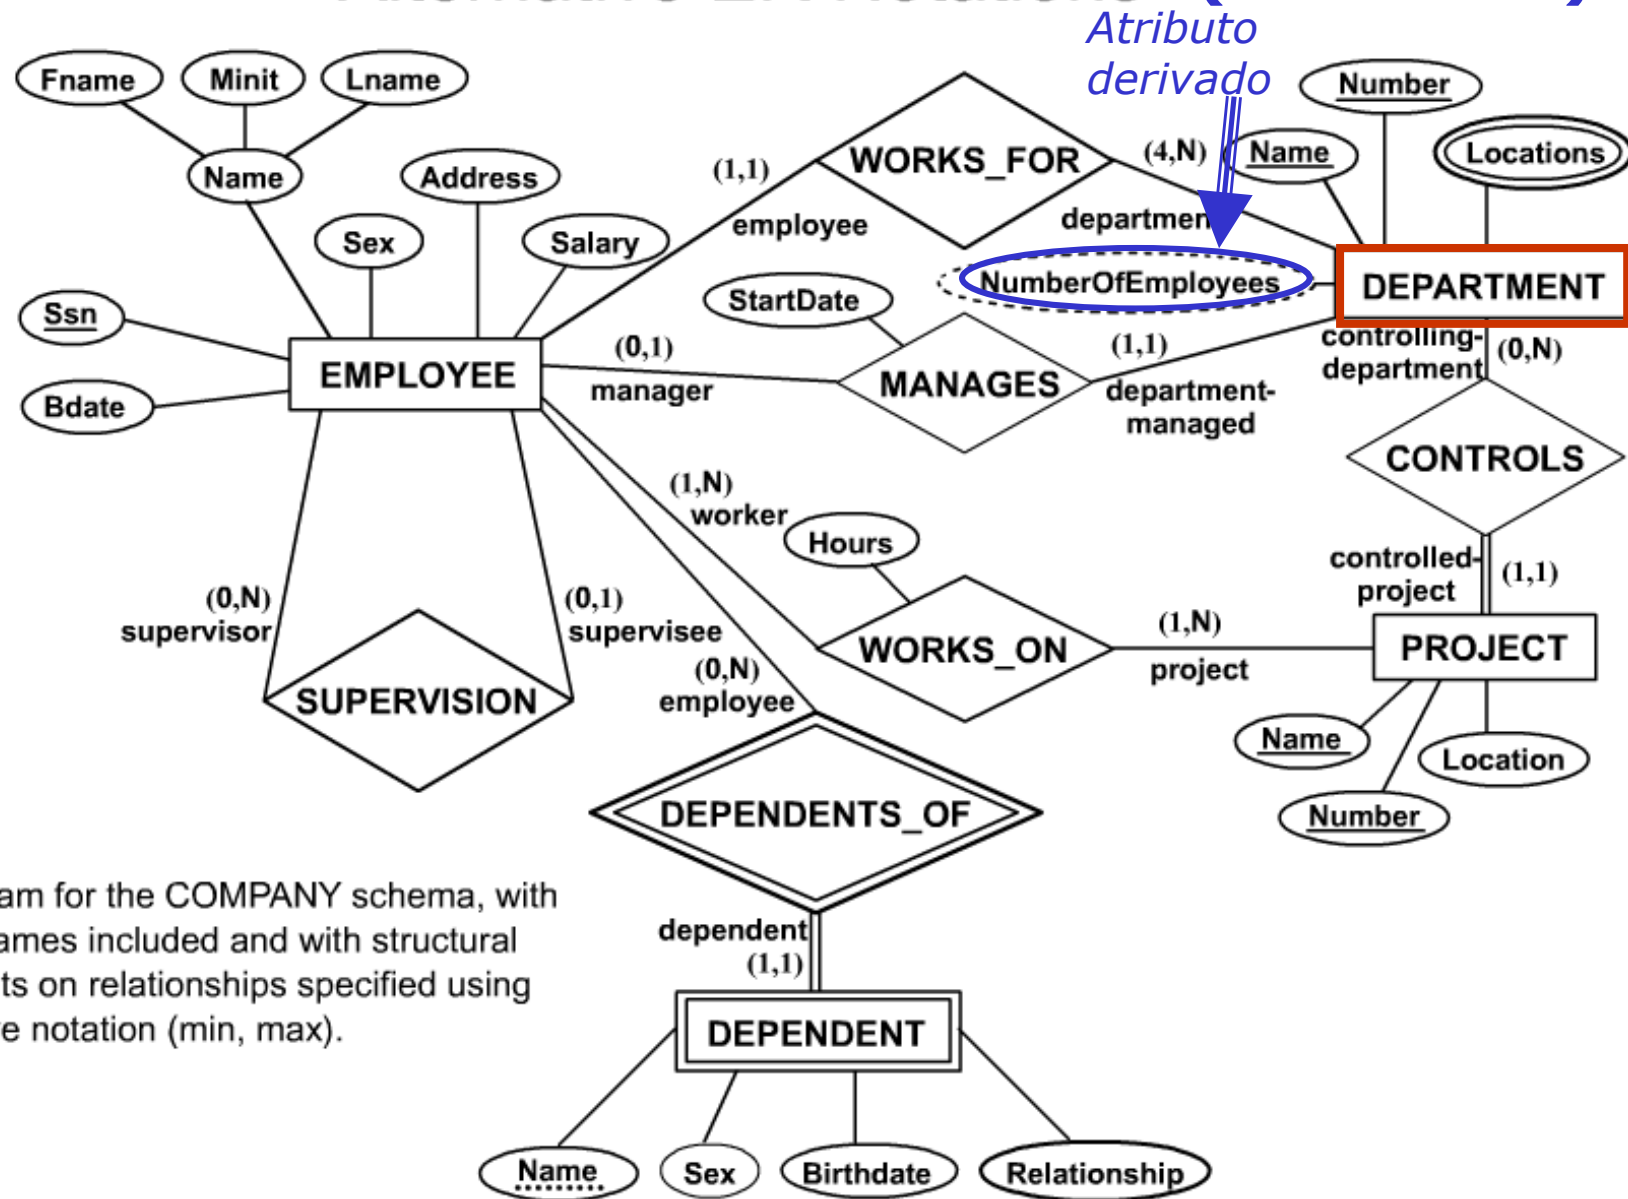 Atributo
derivado
Fname
Minit
Lname
Number
Name
Address
Name
Locations
Sex
Salary
(1,1)
WORKS_FOR
(4,N)
employee
department
Ssn
Bdate
StartDate
NumberOfEmployees
DEPARTMENT
EMPLOYEE
(0,1)
manager
MANAGES
(1,1)
department-
managed
controlling-
department
(0,N)
CONTROLS
(1,N)
worker
Hours
controlled-
project
(1,1)
(0,N)
supervisor
(0,1)
supervisee
SUPERVISION
(0,N)
employee
WORKS_ON
(1,N)
project
PROJECT
Name
Number
Location
DEPENDENTS_OF
am for the COMPANY schema, with
ames included and with structural
ts on relationships specified using
e notation (min, max).
dependent
(1,1)
DEPENDENT
Name
Sex
Birthdate
Relationship